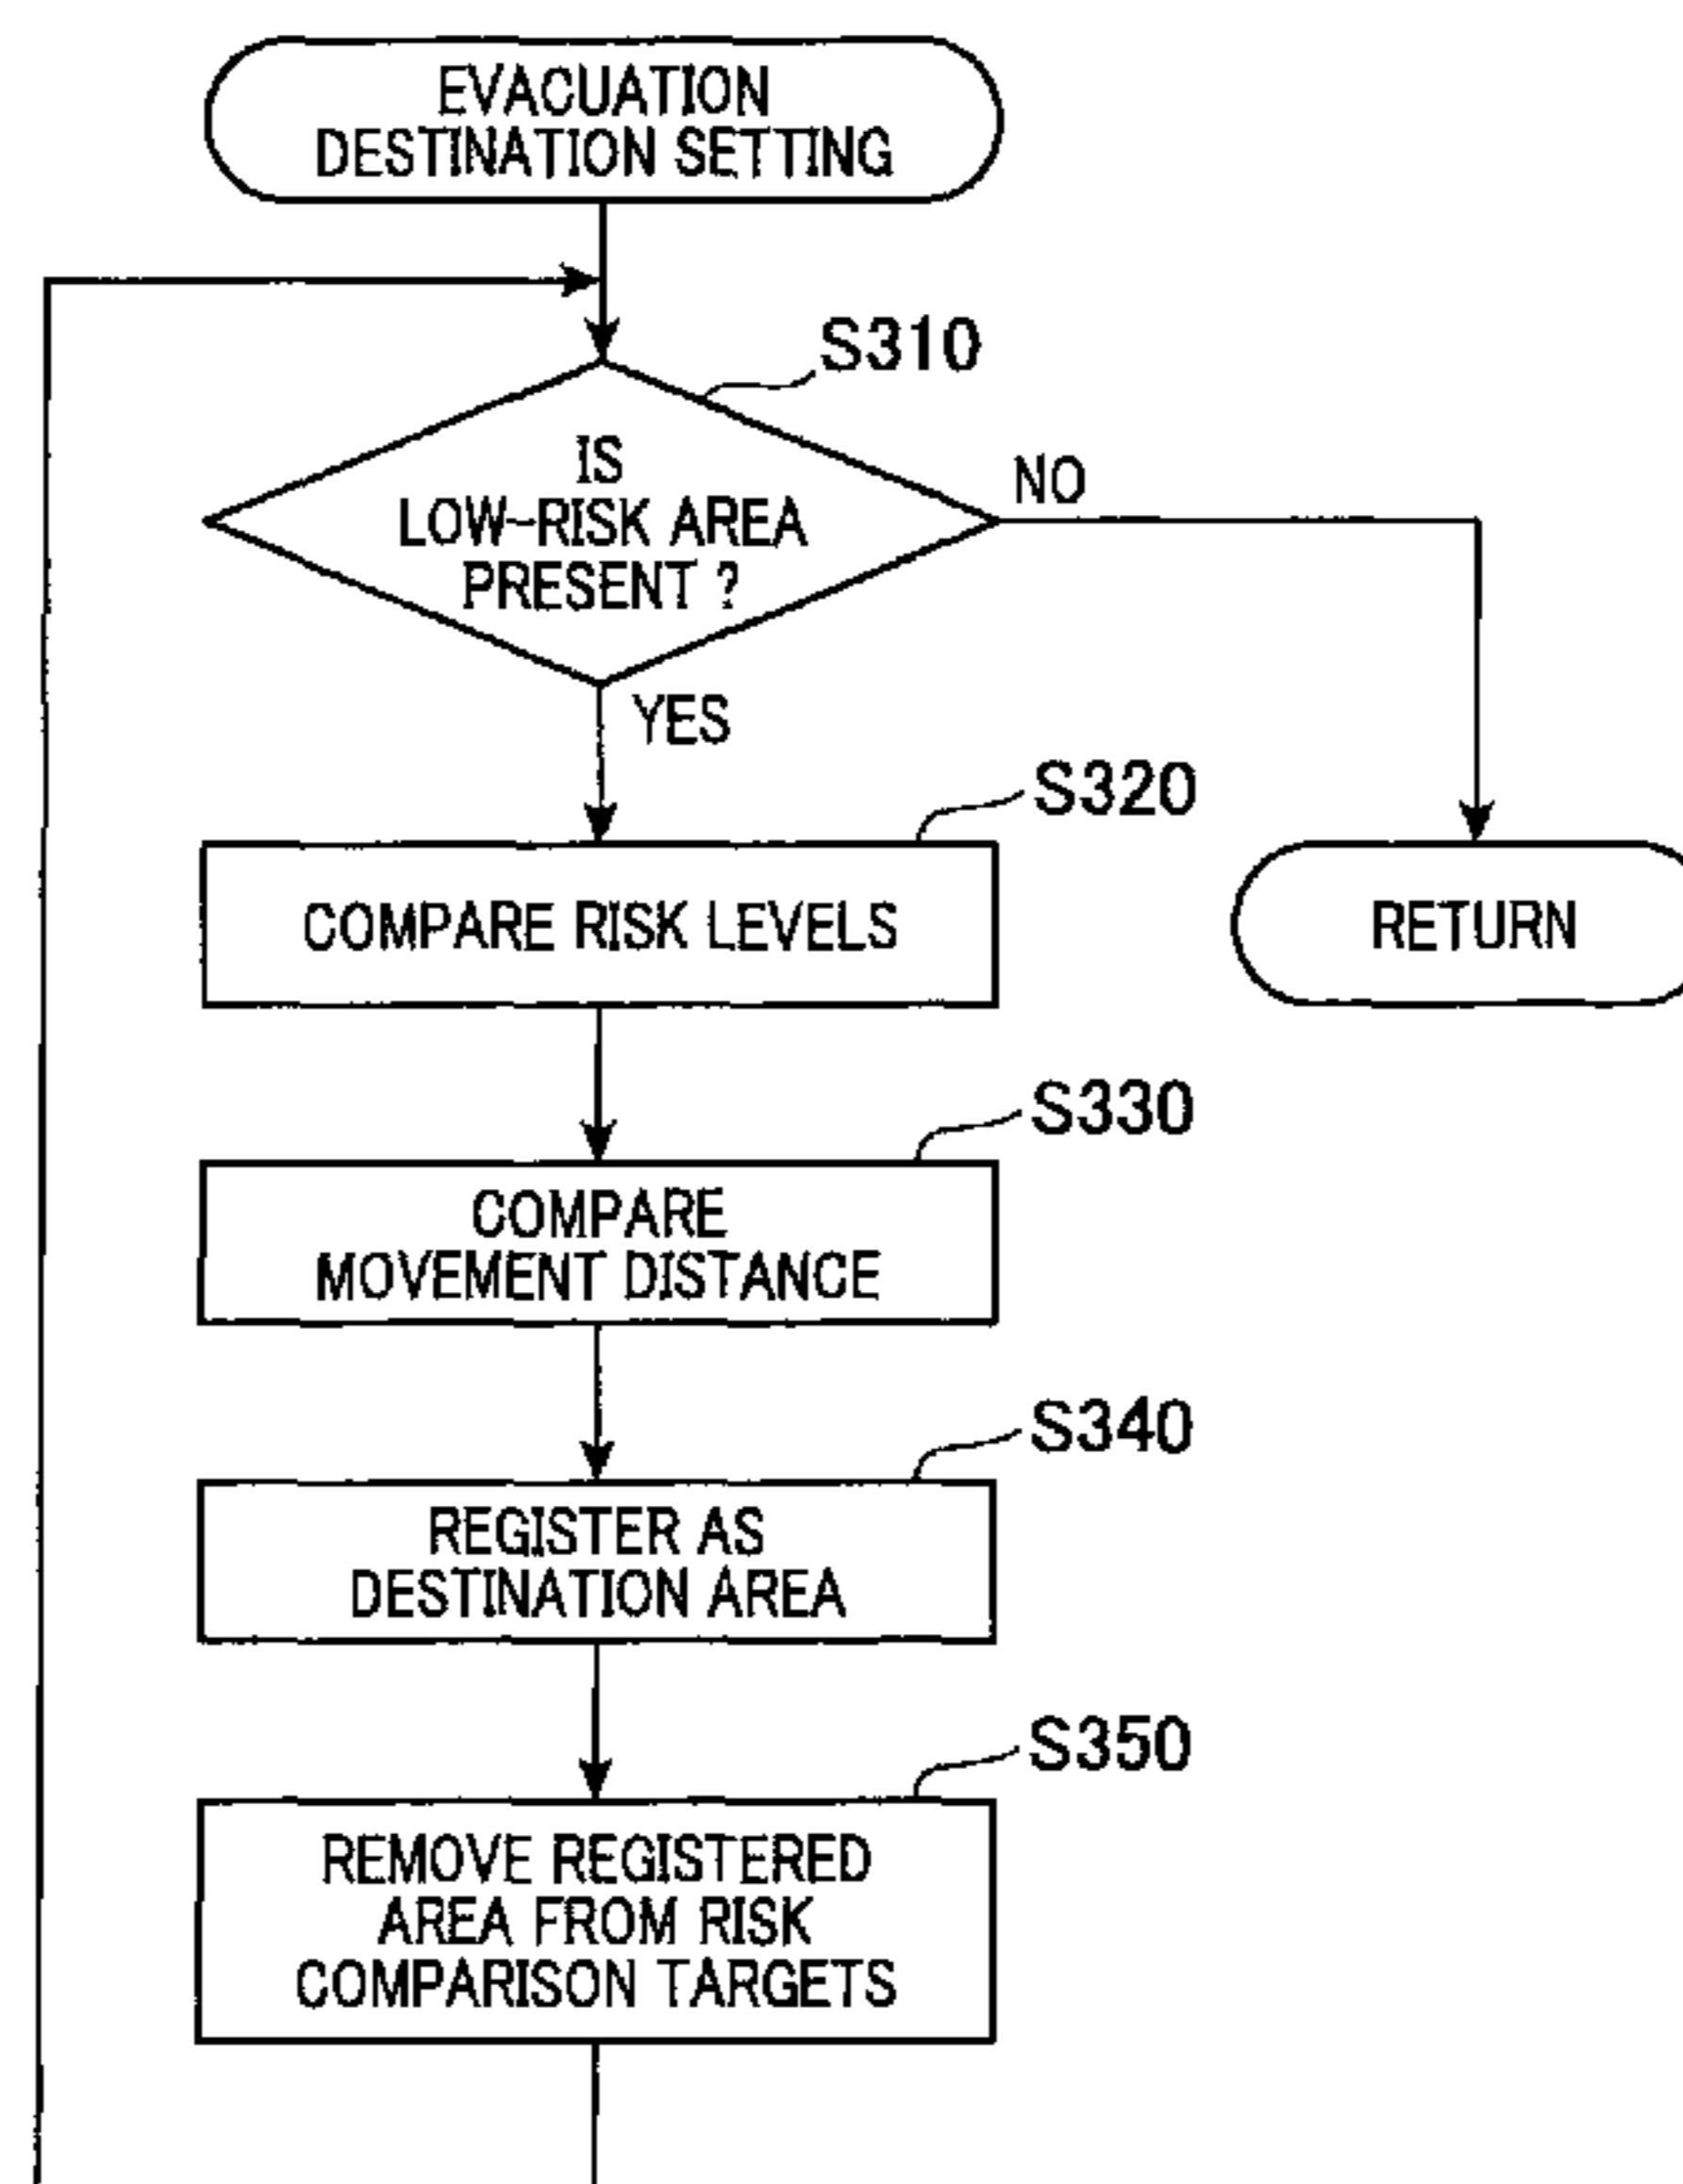 EVACUATION
DESTINATION SETTING
S310
IS
LOW-RISK AREA
PRESENT ?
NO
YES
S320
COMPARE RISK LEVELS
RETURN
S330
COMPARE
MOVEMENT DISTANCE
S340
REGISTER AS
DESTINATION AREA
S350
REMOVE REGISTERED
AREA FROM RISK
COMPARISON TARGETS